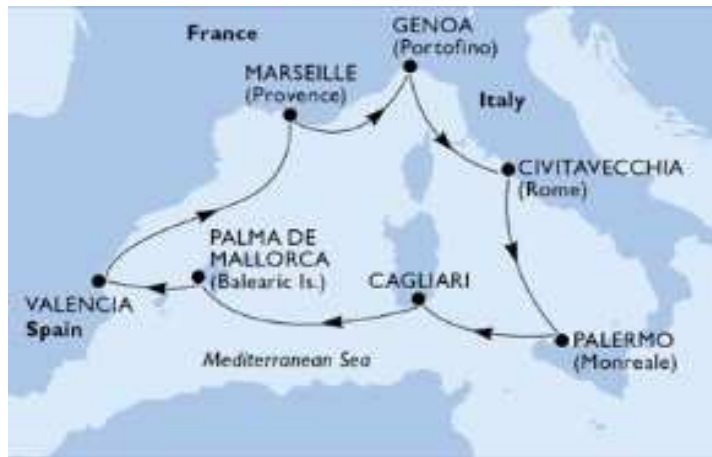 GENOA
(Portofino)
France
MARSEILLE
(Provence)
Italy
CIVITAVECCHIA
(Rome)
PALMA DE
MALLORCA
(Balearic Is.)
CAGLIARI
VALENCIA
Spain
PALERMO
(Monreale)
Mediterranean Sea